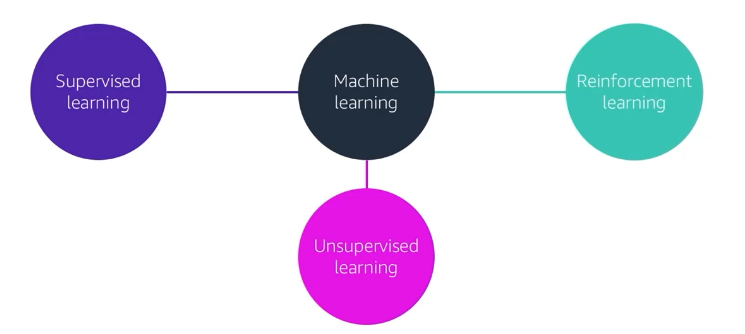 Supervised
learning
Machine
learning
Reinforcement
learning
Unsupervised
learning